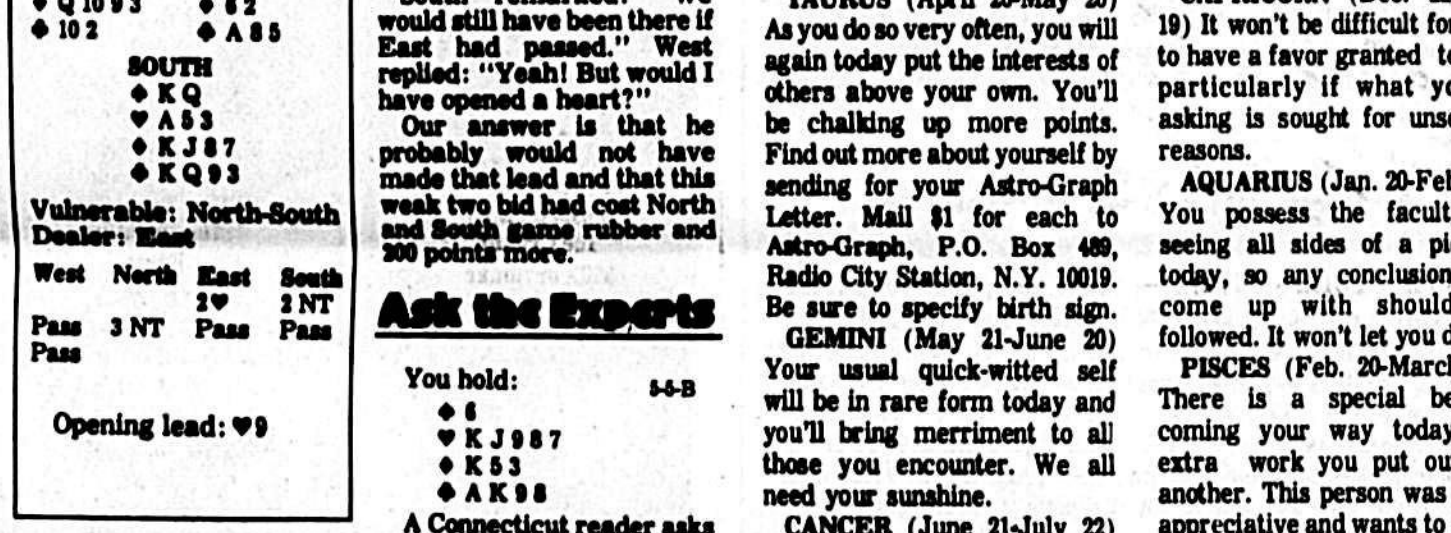 ♦ Q 10 9 3 ♦ 6 2
♣ 10 2 ♣ A 8 5
SOUTH
♠ K Q
♥ A 5 3
♦ K J 8 7
♣ K Q 9 3
Vulnerable: North-South
Dealer: East
West North East South
2♥ 2 NT
Pass 3 NT Pass Pass
Pass
Opening lead: ♥9
would still have been there if
East had passed." West
replied: "Yeah! But would I
have opened a heart?"
Our answer is that he
probably would not have
made that lead and that this
weak two bid had cost North
and South game rubber and
200 points more.
Ask the Experts
You hold: 5-5-B
♠ 6
♥ K J 9 8 7
♦ K 5 3
♣ A K 9 8
A Connecticut reader asks
TAURUS (April 20-May 20)
As you do so very often, you will
again today put the interests of
others above your own. You'll
be chalking up more points.
Find out more about yourself by
sending for your Astro-Graph
Letter. Mail $1 for each to
Astro-Graph, P.O. Box 489,
Radio City Station, N.Y. 10019.
Be sure to specify birth sign.
GEMINI (May 21-June 20)
Your usual quick-witted self
will be in rare form today and
you'll bring merriment to all
those you encounter. We all
need your sunshine.
CANCER (June 21-July 22)
19) It won't be difficult for
to have a favor granted
particularly if what
asking is sought for
reasons.
AQUARIUS (Jan. 20-
You possess the
seeing all sides of a
today, so any
come up with should
followed. It won't let you
PISCES (Feb. 20-
There is a special
coming your way today
extra work you put
another. This person was
appreciative and wants to